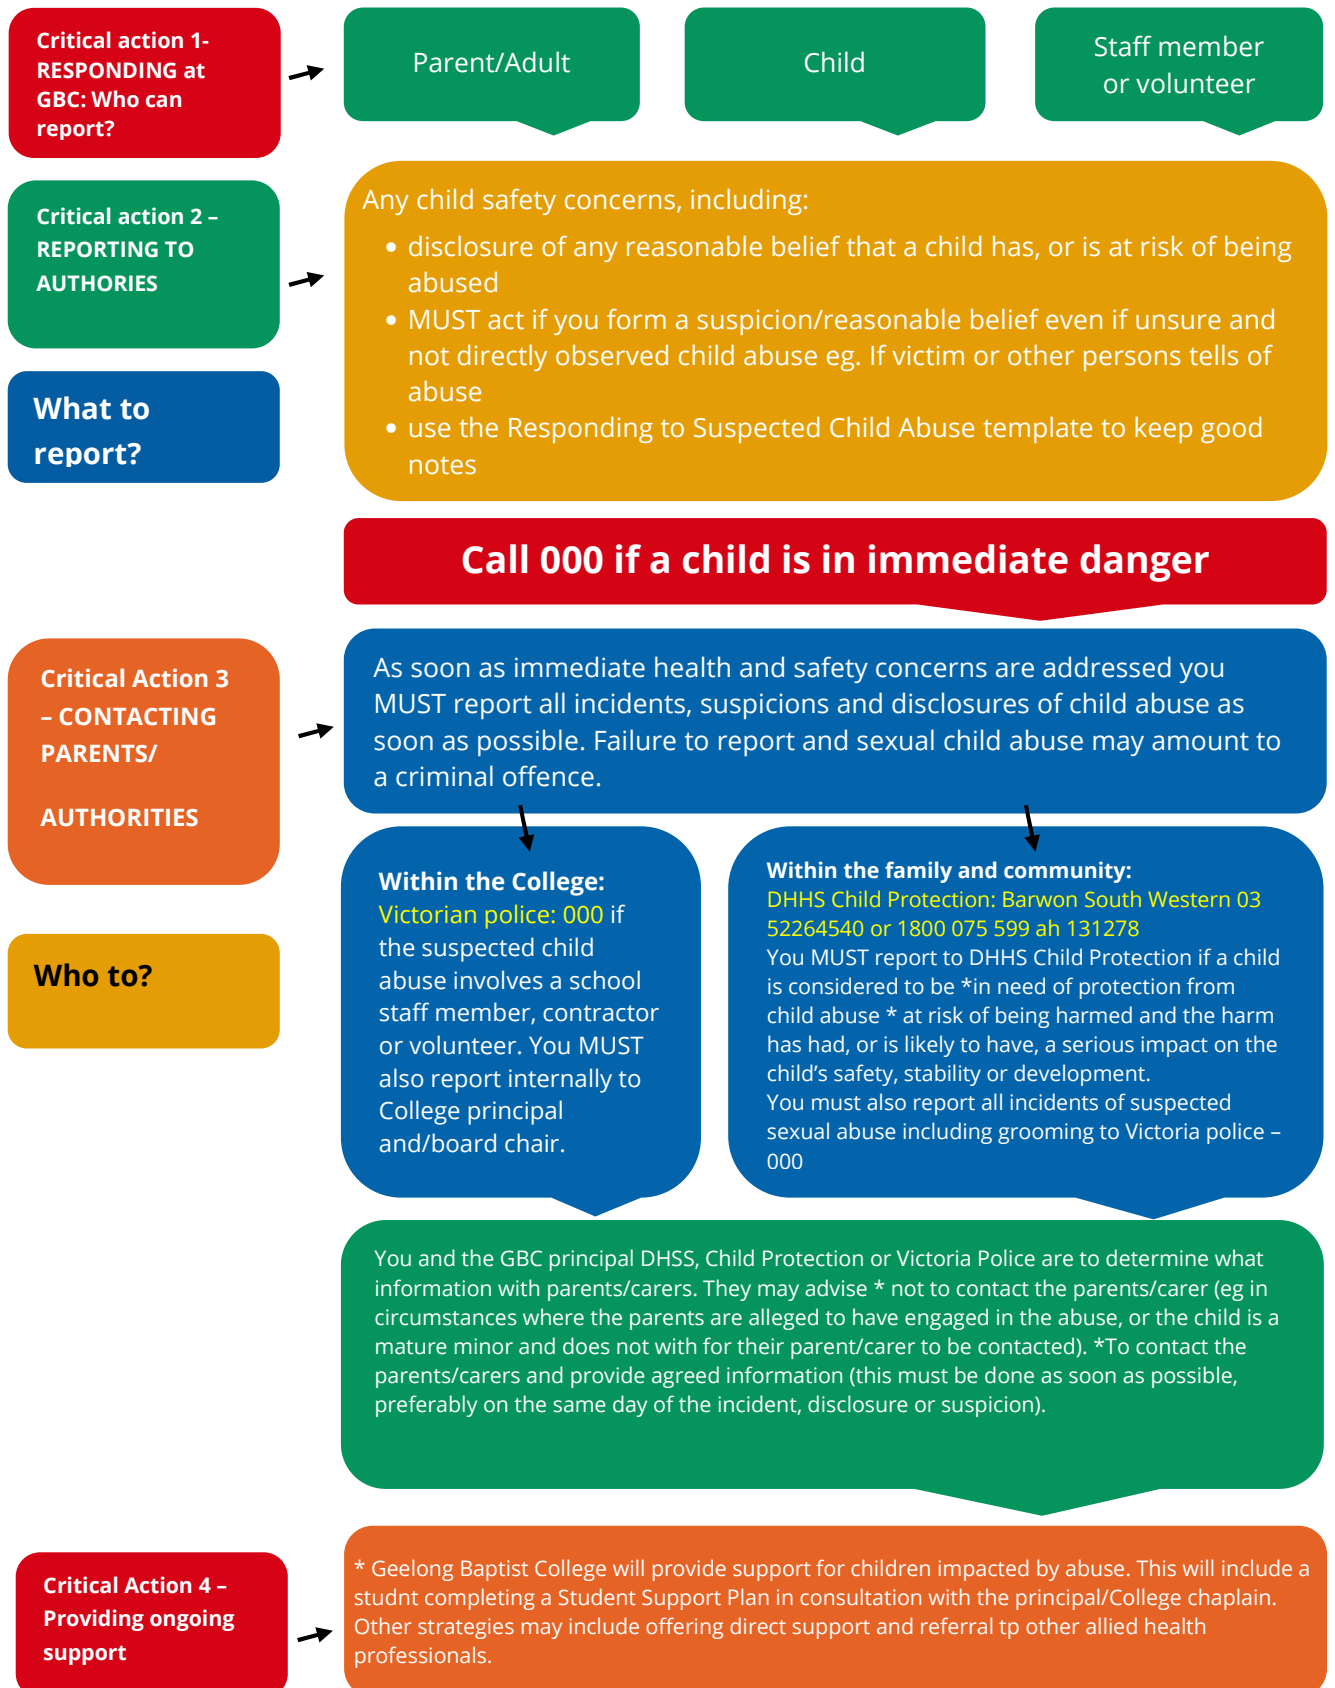 Critical action 1-
RESPONDING at
GBC: Who can
report?
Parent/Adult
Child
Staff member
or volunteer
Critical action 2 –
REPORTING TO
AUTHORIES
What to
report?
Any child safety concerns, including:
• disclosure of any reasonable belief that a child has, or is at risk of being
abused
• MUST act if you form a suspicion/reasonable belief even if unsure and
not directly observed child abuse eg. If victim or other persons tells of
abuse
• use the Responding to Suspected Child Abuse template to keep good
notes
Call 000 if a child is in immediate danger
Critical Action 3
– CONTACTING
PARENTS/
AUTHORITIES
As soon as immediate health and safety concerns are addressed you
MUST report all incidents, suspicions and disclosures of child abuse as
soon as possible. Failure to report and sexual child abuse may amount to
a criminal offence.
Who to?
Within the College:
Victorian police: 000 if
the suspected child
abuse involves a school
staff member, contractor
or volunteer. You MUST
also report internally to
College principal
and/board chair.
Within the family and community:
DHHS Child Protection: Barwon South Western 03
52264540 or 1800 075 599 ah 131278
You MUST report to DHHS Child Protection if a child
is considered to be *in need of protection from
child abuse * at risk of being harmed and the harm
has had, or is likely to have, a serious impact on the
child’s safety, stability or development.
You must also report all incidents of suspected
sexual abuse including grooming to Victoria police –
000
You and the GBC principal DHSS, Child Protection or Victoria Police are to determine what
information with parents/carers. They may advise * not to contact the parents/carer (eg in
circumstances where the parents are alleged to have engaged in the abuse, or the child is a
mature minor and does not with for their parent/carer to be contacted). *To contact the
parents/carers and provide agreed information (this must be done as soon as possible,
preferably on the same day of the incident, disclosure or suspicion).
Critical Action 4 –
Providing ongoing
support
* Geelong Baptist College will provide support for children impacted by abuse. This will include a
studnt completing a Student Support Plan in consultation with the principal/College chaplain.
Other strategies may include offering direct support and referral tp other allied health
professionals.